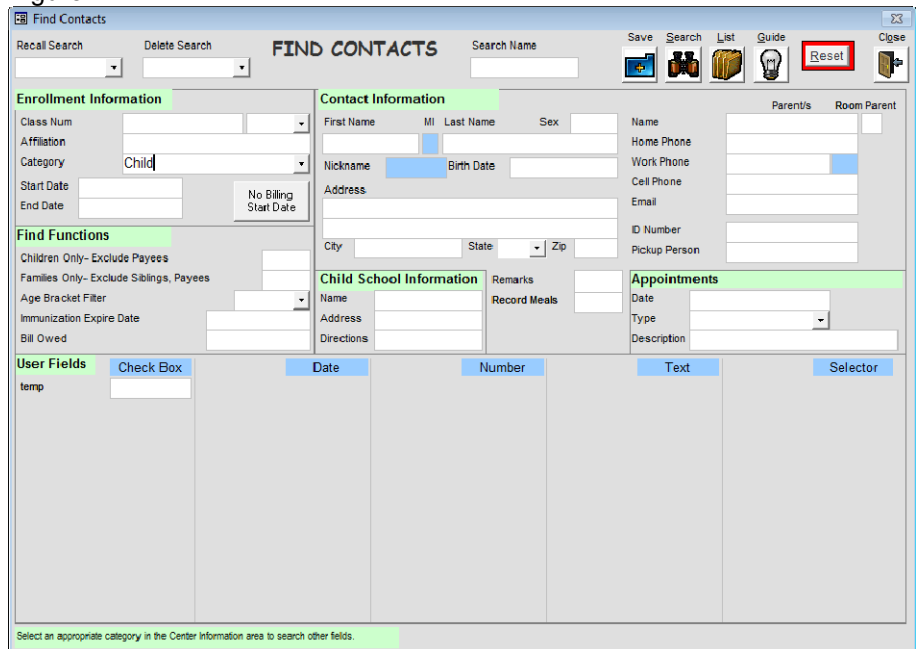 Find Contacts
Recall Search Delete Search FIND CONTACTS Search Name Save Search List Guide Reset Close
Enrollment Information
Class Num
Affiliation
Category Child
Start Date
End Date
No Billing
Start Date
Contact Information
First Name MI Last Name Sex
Nickname Birth Date
Address
City State Zip
Parent/s Room Parent
Name
Home Phone
Work Phone
Cell Phone
Email
ID Number
Pickup Person
Find Functions
Children Only- Exclude Payees
Families Only- Exclude Siblings, Payees
Age Bracket Filter
Immunization Expire Date
Bill Owed
Child School Information
Name
Address
Directions
Remarks
Record Meals
Appointments
Date
Type
Description
User Fields Check Box Date Number Text Selector
temp
Select an appropriate category in the Center Information area to search other fields.